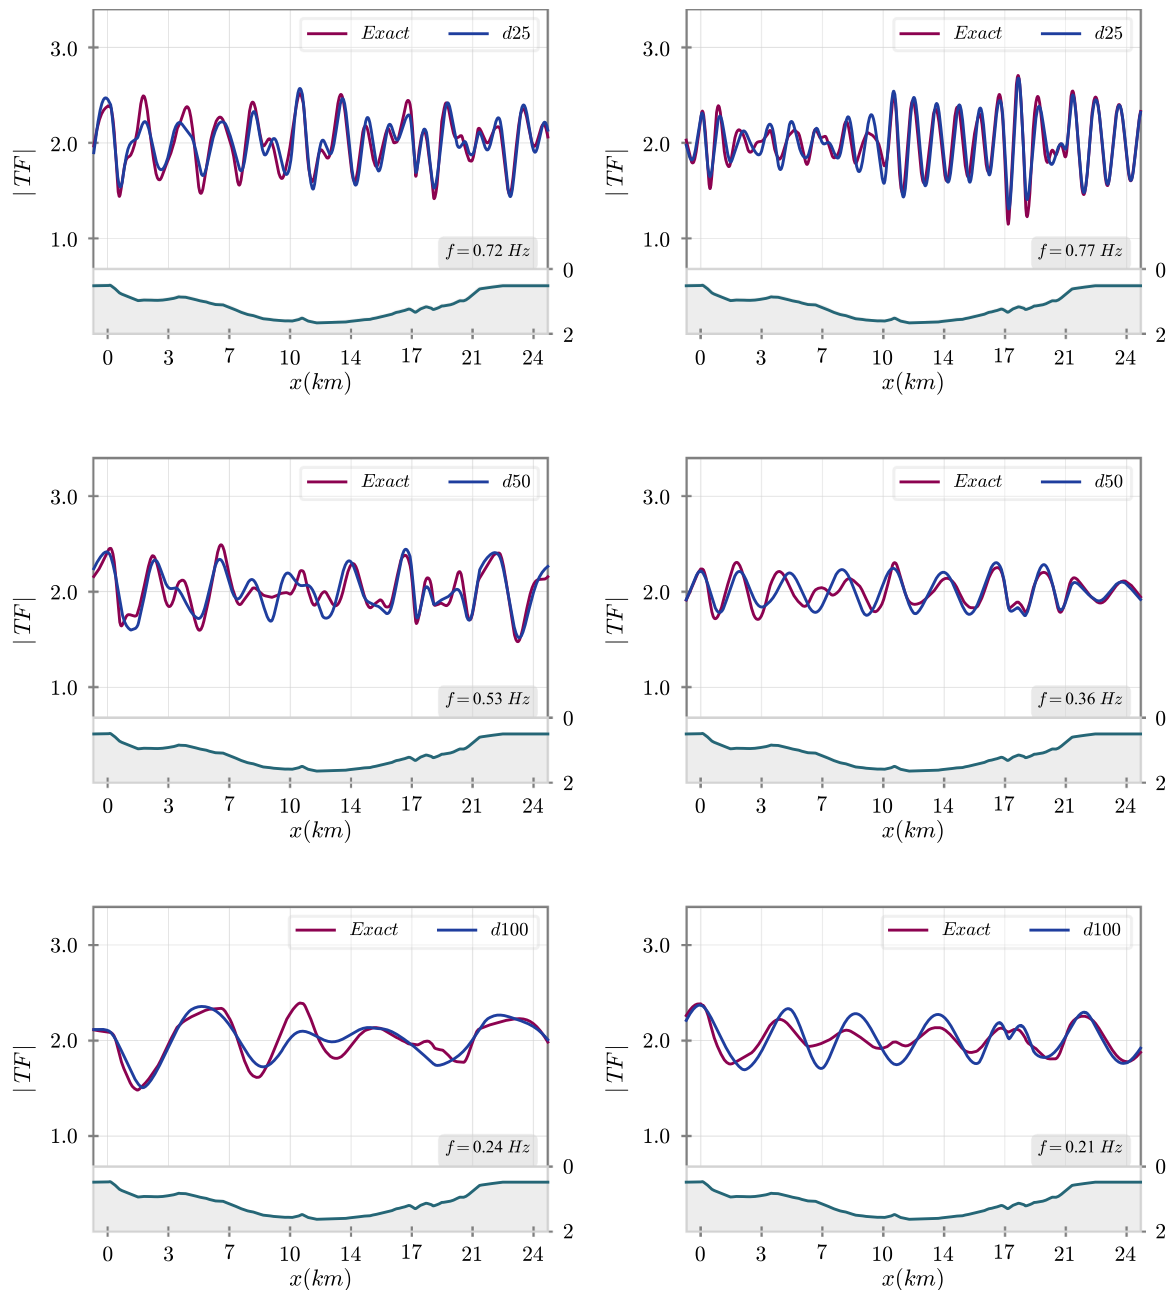 Exact d25
3.0
2.0
1.0
|TF|
f = 0.72 Hz
0
2
0 3 7 10 14 17 21 24
x(km)
Exact d25
3.0
2.0
1.0
|TF|
f = 0.77 Hz
0
2
0 3 7 10 14 17 21 24
x(km)
Exact d50
3.0
2.0
1.0
|TF|
f = 0.53 Hz
0
2
0 3 7 10 14 17 21 24
x(km)
Exact d50
3.0
2.0
1.0
|TF|
f = 0.36 Hz
0
2
0 3 7 10 14 17 21 24
x(km)
Exact d100
3.0
2.0
1.0
|TF|
f = 0.24 Hz
0
2
0 3 7 10 14 17 21 24
x(km)
Exact d100
3.0
2.0
1.0
|TF|
f = 0.21 Hz
0
2
0 3 7 10 14 17 21 24
x(km)